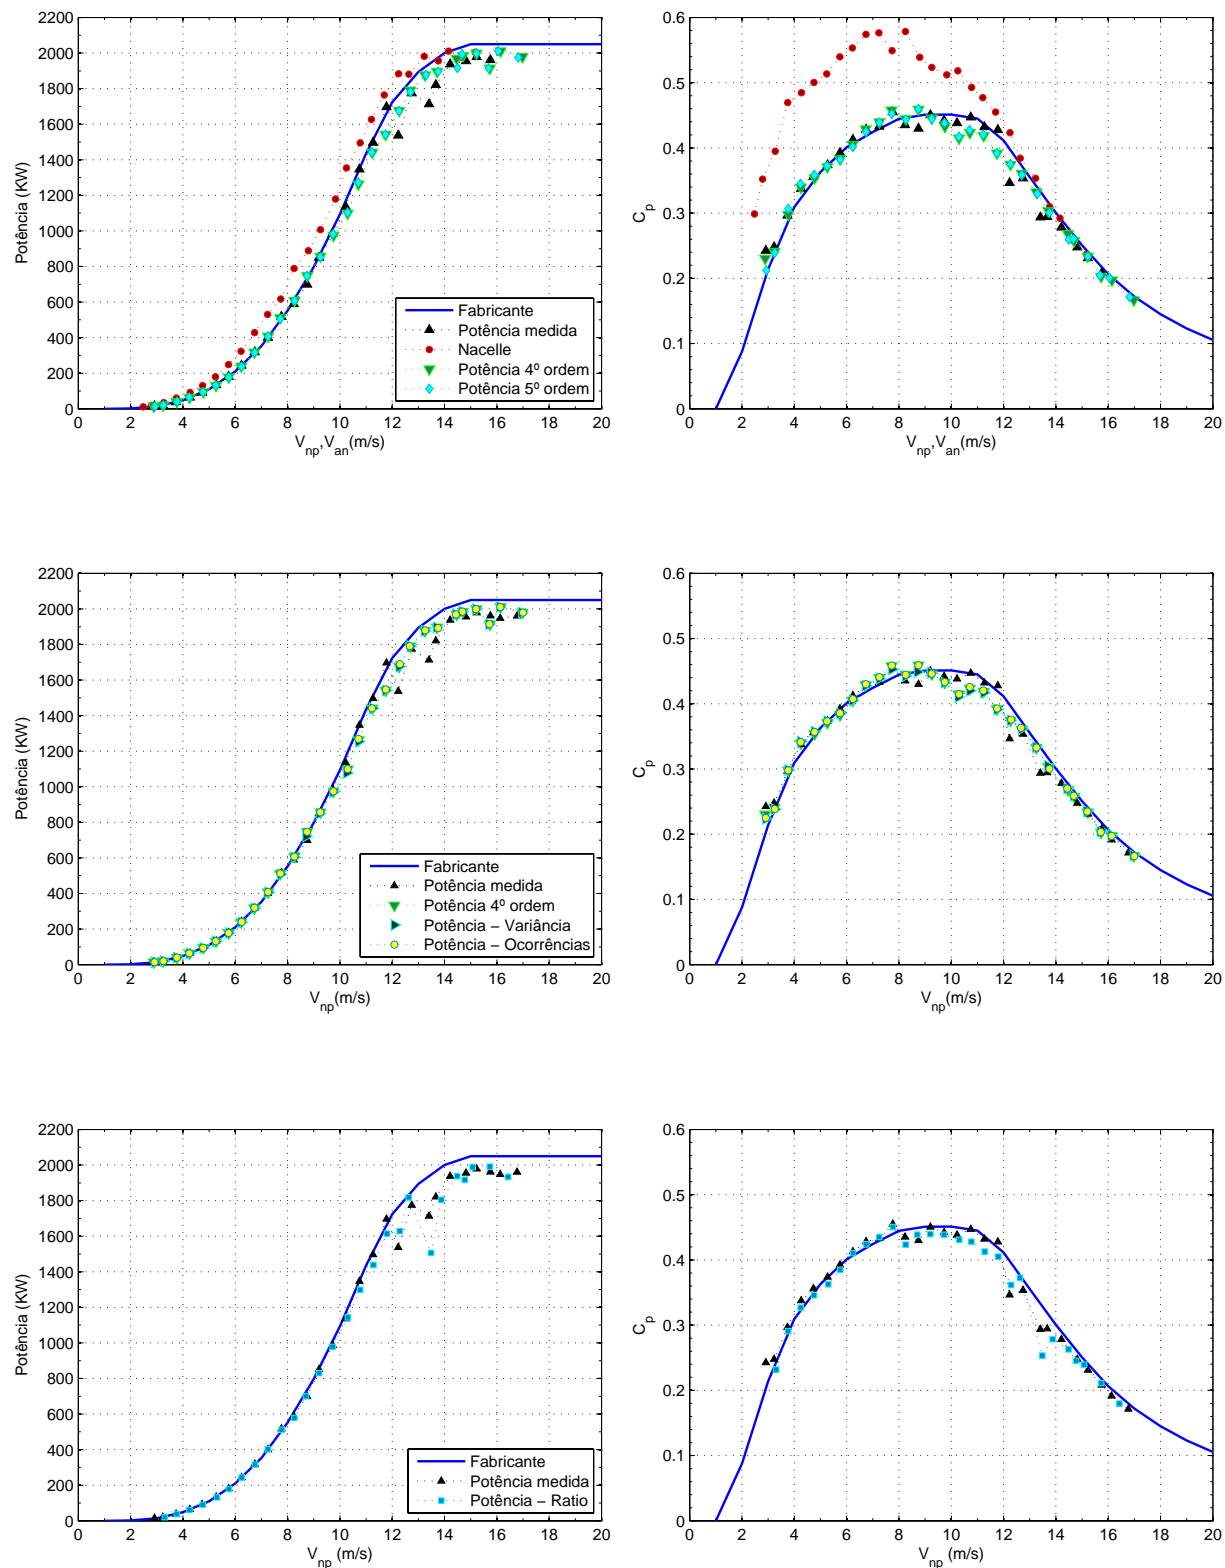 2200
2000
1800
1600
1400
1200
1000
800
600
400
200
0
Potência (KW)
0 2 4 6 8 10 12 14 16 18 20
V_np,V_an(m/s)
Fabricante
Potência medida
Nacelle
Potência 4º ordem
Potência 5º ordem
0.6
0.5
0.4
0.3
0.2
0.1
0
C_p
0 2 4 6 8 10 12 14 16 18 20
V_np,V_an(m/s)
2200
2000
1800
1600
1400
1200
1000
800
600
400
200
0
Potência (KW)
0 2 4 6 8 10 12 14 16 18 20
V_np(m/s)
Fabricante
Potência medida
Potência 4º ordem
Potência − Variância
Potência − Ocorrências
0.6
0.5
0.4
0.3
0.2
0.1
0
C_p
0 2 4 6 8 10 12 14 16 18 20
V_np(m/s)
2200
2000
1800
1600
1400
1200
1000
800
600
400
200
0
Potência (KW)
0 2 4 6 8 10 12 14 16 18 20
V_np (m/s)
Fabricante
Potência medida
Potência − Ratio
0.6
0.5
0.4
0.3
0.2
0.1
0
C_p
0 2 4 6 8 10 12 14 16 18 20
V_np (m/s)